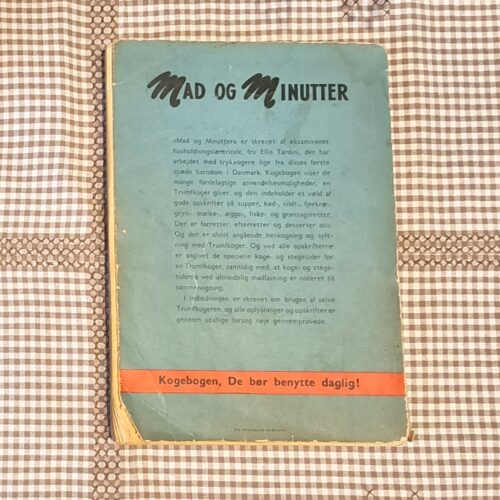 MAD OG MINUTTER
»Mad og Minutter« er skrevet af eksamineret
husholdningslærerinde, fru Ellis Tardini, der har
arbejdet med trykkogere lige fra disses første
spæde barndom i Danmark. Kogebogen viser de
mange fordelagtige anvendelsesmuligheder, en
Trumfkoger giver, og den indeholder et væld af
gode opskrifter på supper, kød-, vildt-, fjerkræ-,
gryn-, mælke-, ægge-, fiske- og grønsagsretter.
Der er forretter, efterretter og desserter osv.
Og der er afsnit angående henkogning og sylt-
ning med Trumfkoger. Og ved alle opskrifterne
er angivet de specielle koge- og stegetider for
en Trumfkoger, samtidig med, at koge- og stege-
tiderne ved almindelig madlavning er noteret til
sammenligning.
I indledningen er skrevet om brugen af selve
Trumfkogeren, og alle oplysninger og opskrifter er
gennem utallige forsøg nøje gennemprøvede.
Kogebogen, De bør benytte daglig!